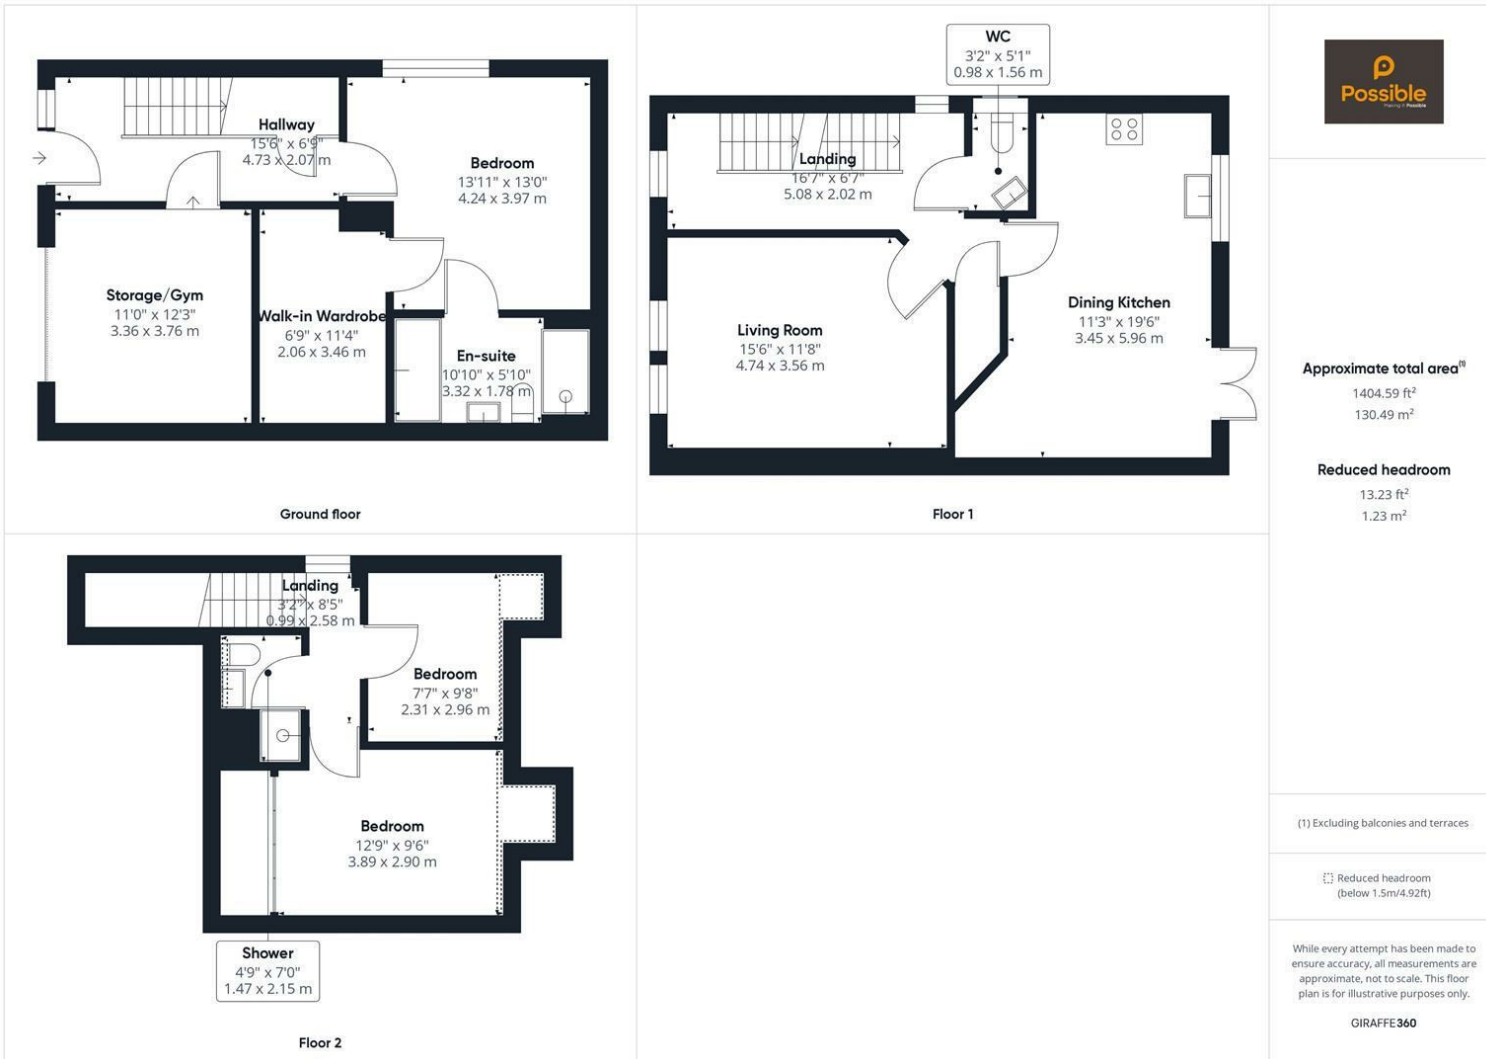 Hallway
15'6" x 6'9"
4.73 x 2.07 m
Bedroom
13'11" x 13'0"
4.24 x 3.97 m
Storage/Gym
11'0" x 12'3"
3.36 x 3.76 m
Walk-in Wardrobe
6'9" x 11'4"
2.06 x 3.46 m
En-suite
10'10" x 5'10"
3.32 x 1.78 m
Ground floor
WC
3'2" x 5'1"
0.98 x 1.56 m
Landing
16'7" x 6'7"
5.08 x 2.02 m
Living Room
15'6" x 11'8"
4.74 x 3.56 m
Dining Kitchen
11'3" x 19'6"
3.45 x 5.96 m
Floor 1
Landing
3'2" x 8'5"
0.99 x 2.58 m
Bedroom
7'7" x 9'8"
2.31 x 2.96 m
Bedroom
12'9" x 9'6"
3.89 x 2.90 m
Shower
4'9" x 7'0"
1.47 x 2.15 m
Floor 2
Possible
Making it Possible
Approximate total area(1)
1404.59 ft²
130.49 m²
Reduced headroom
13.23 ft²
1.23 m²
(1) Excluding balconies and terraces
Reduced headroom
(below 1.5m/4.92ft)
While every attempt has been made to
ensure accuracy, all measurements are
approximate, not to scale. This floor
plan is for illustrative purposes only.
GIRAFFE360